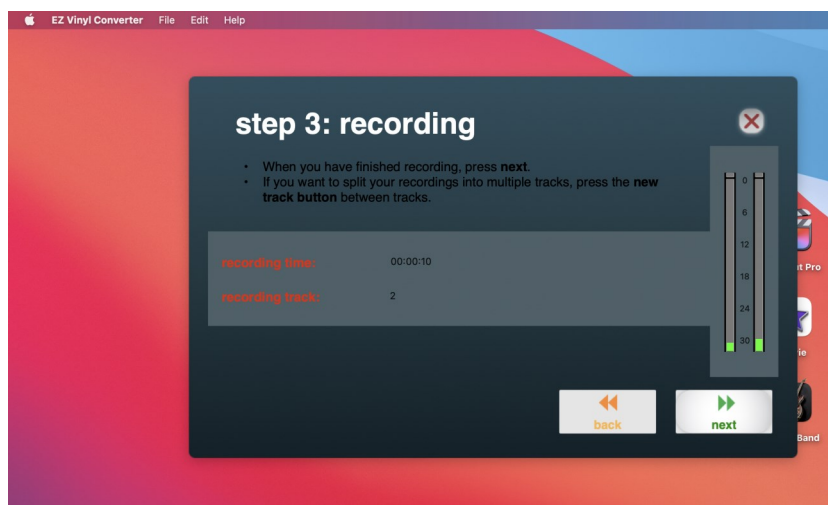 EZ Vinyl Converter File Edit Help
step 3: recording
• When you have finished recording, press next.
• If you want to split your recordings into multiple tracks, press the new
track button between tracks.
recording time: 00:00:10
recording track: 2
0
6
12
18
24
30
t Pro
ie
Band
back
next